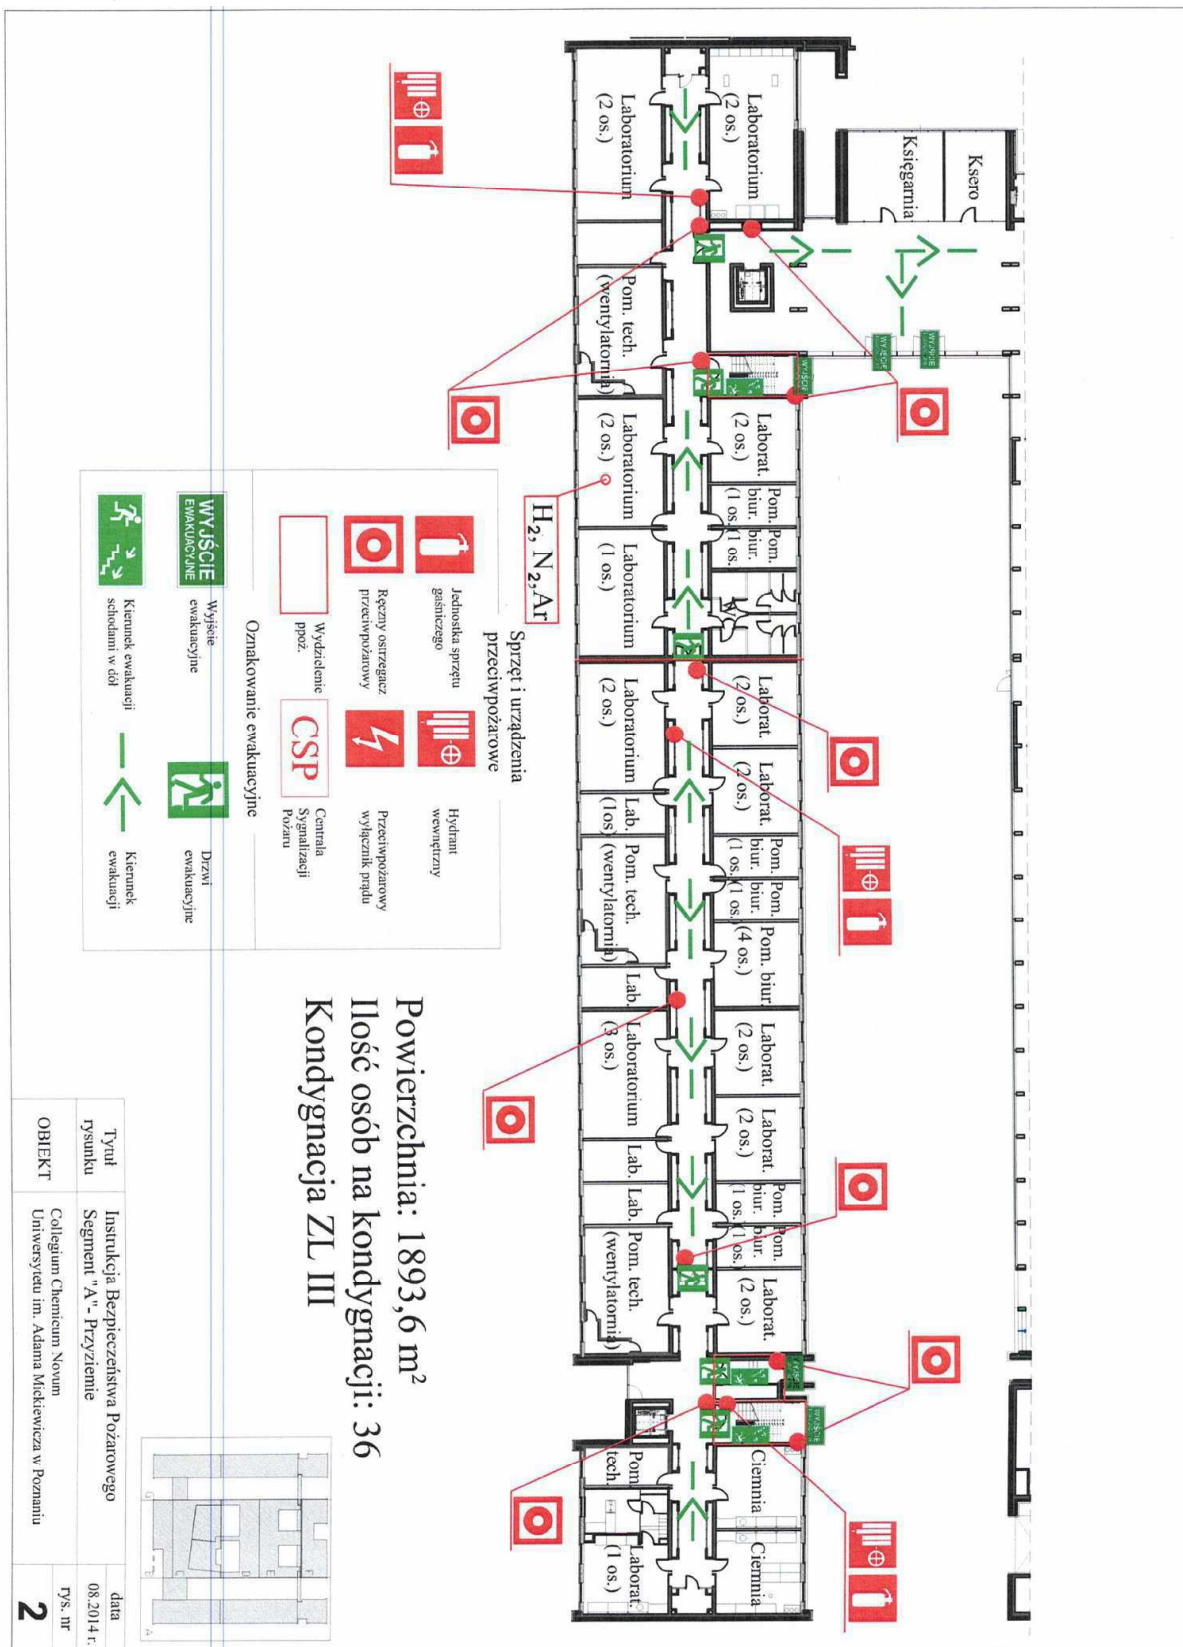 Laboratorium
(2 os.)
Laboratorium
(2 os.)
Księgarnia
Ksero
Pom. tech.
(wentylatornia)
WYJŚCIE
WYJŚCIE
WYJŚCIE
Laboratorium
(2 os.)
Laborat.
(2 os.)
Pom.
biur.
(1 os.)
Pom.
biur.
(1 os.
Laboratorium
(1 os.)
H₂, N₂,Ar
Laboratorium
(2 os.)
Laborat.
(2 os.)
Laborat.
(2 os.)
Lab.
(1os)
Pom. tech.
(wentylatornia)
Pom.
biur.
(1 os.
Pom.
biur.
(1 os.)
Pom. biur.
(4 os.)
Lab.
Laboratorium
(3 os.)
Laborat.
(2 os.)
Laborat.
(2 os.)
Lab.
Lab.
Pom.
biur.
(1 os.
Pom.
biur.
(1 os.)
Pom. tech.
(wentylatornia)
Laborat.
(2 os.)
WYJŚCIE
WYJŚCIE
Pom.
tech.
Ciemnia
Ciemnia
Laborat.
(1 os.)
Sprzęt i urządzenia
przeciwpożarowe
Jednostka sprzętu
gaśniczego
Hydrant
wewnętrzny
Ręczny ostrzegacz
przeciwpożarowy
Przeciwpożarowy
wyłącznik prądu
Wydzielenie
ppoż.
CSP
Centrala
Sygnalizacji
Pożaru
Oznakowanie ewakuacyjne
WYJŚCIE
EWAKUACYJNE
Wyjście
ewakuacyjne
Drzwi
ewakuacyjne
Kierunek ewakuacji
schodami w dół
Kierunek
ewakuacji
Powierzchnia: 1893,6 m²
Ilość osób na kondygnacji: 36
Kondygnacja ZL III
Tytuł
rysunku
Instrukcja Bezpieczeństwa Pożarowego
Segment "A"- Przyziemie
data
08.2014 r.
OBIEKT
Collegium Chemicum Novum
Uniwersytetu im. Adama Mickiewicza w Poznaniu
rys. nr
2